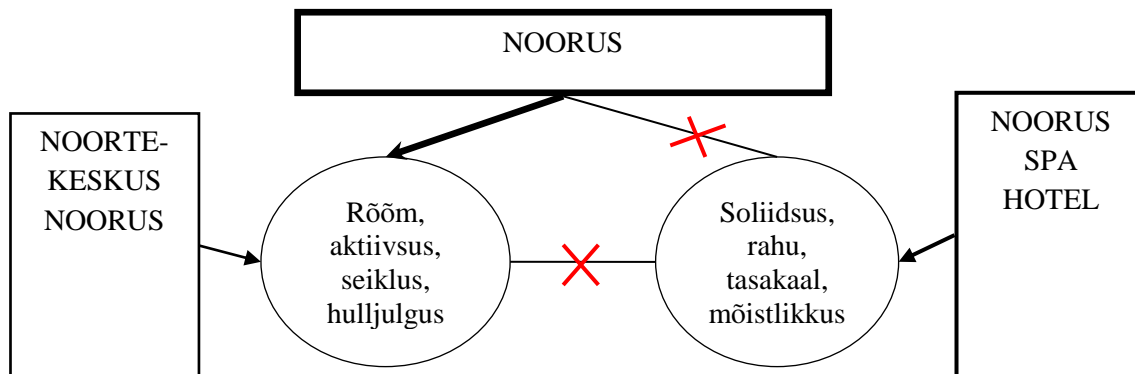 NOORUS
NOORTE-
KESKUS
NOORUS
Rõõm,
aktiivsus,
seiklus,
hulljulgus
Soliidsus,
rahu,
tasakaal,
mõistlikkus
NOORUS
SPA
HOTEL